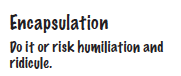 Encapsulation
Do it or risk humiliation and
ridicule.